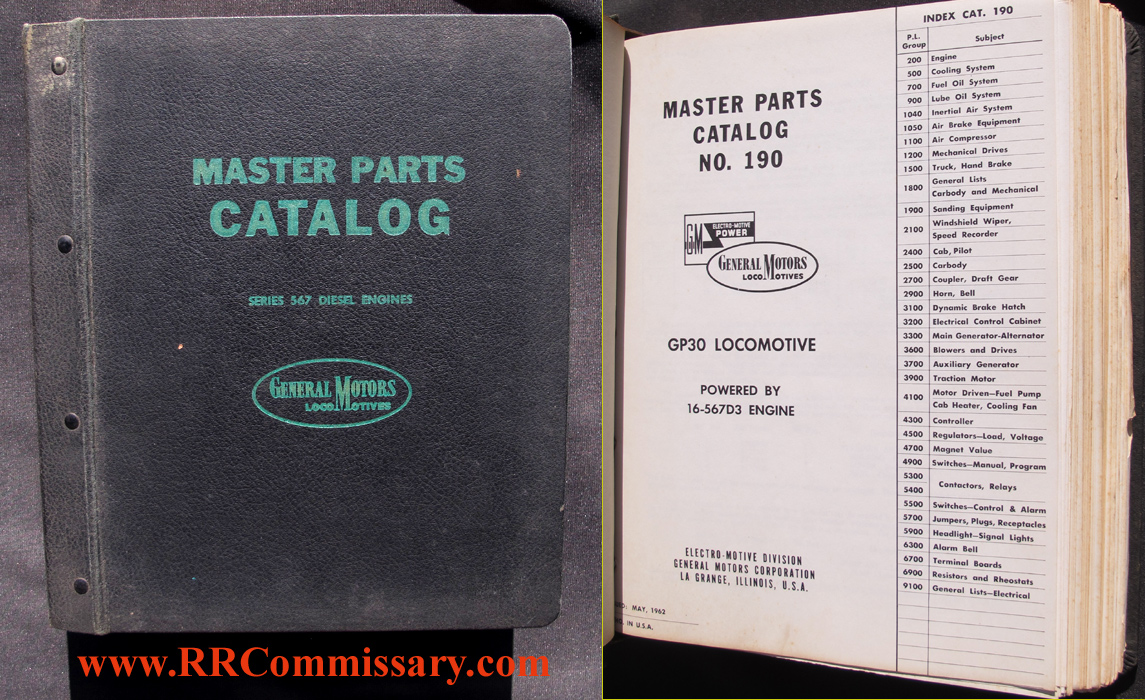 MASTER PARTS
CATALOG
SERIES 567 DIESEL ENGINES
GENERAL MOTORS
LOCOMOTIVES
www.RRCommissary.com
MASTER PARTS
CATALOG
NO. 190
GM ELECTRO-MOTIVE
POWER
GENERAL MOTORS
LOCOMOTIVES
GP30 LOCOMOTIVE
POWERED BY
16-567D3 ENGINE
ELECTRO-MOTIVE DIVISION
GENERAL MOTORS CORPORATION
LA GRANGE, ILLINOIS, U.S.A.
MAY, 1962
IN U.S.A.
INDEX CAT. 190
P.L. Group Subject
200 Engine
500 Cooling System
700 Fuel Oil System
900 Lube Oil System
1040 Inertial Air System
1050 Air Brake Equipment
1100 Air Compressor
1200 Mechanical Drives
1500 Truck, Hand Brake
1800 General Lists
Carbody and Mechanical
1900 Sanding Equipment
2100 Windshield Wiper,
Speed Recorder
2400 Cab, Pilot
2500 Carbody
2700 Coupler, Draft Gear
2900 Horn, Bell
3100 Dynamic Brake Hatch
3200 Electrical Control Cabinet
3300 Main Generator-Alternator
3600 Blowers and Drives
3700 Auxiliary Generator
3900 Traction Motor
4100 Motor Driven—Fuel Pump
Cab Heater, Cooling Fan
4300 Controller
4500 Regulators—Load, Voltage
4700 Magnet Value
4900 Switches—Manual, Program
5300
5400 Contactors, Relays
5500 Switches—Control & Alarm
5700 Jumpers, Plugs, Receptacles
5900 Headlight—Signal Lights
6300 Alarm Bell
6700 Terminal Boards
6900 Resistors and Rheostats
9100 General Lists—Electrical